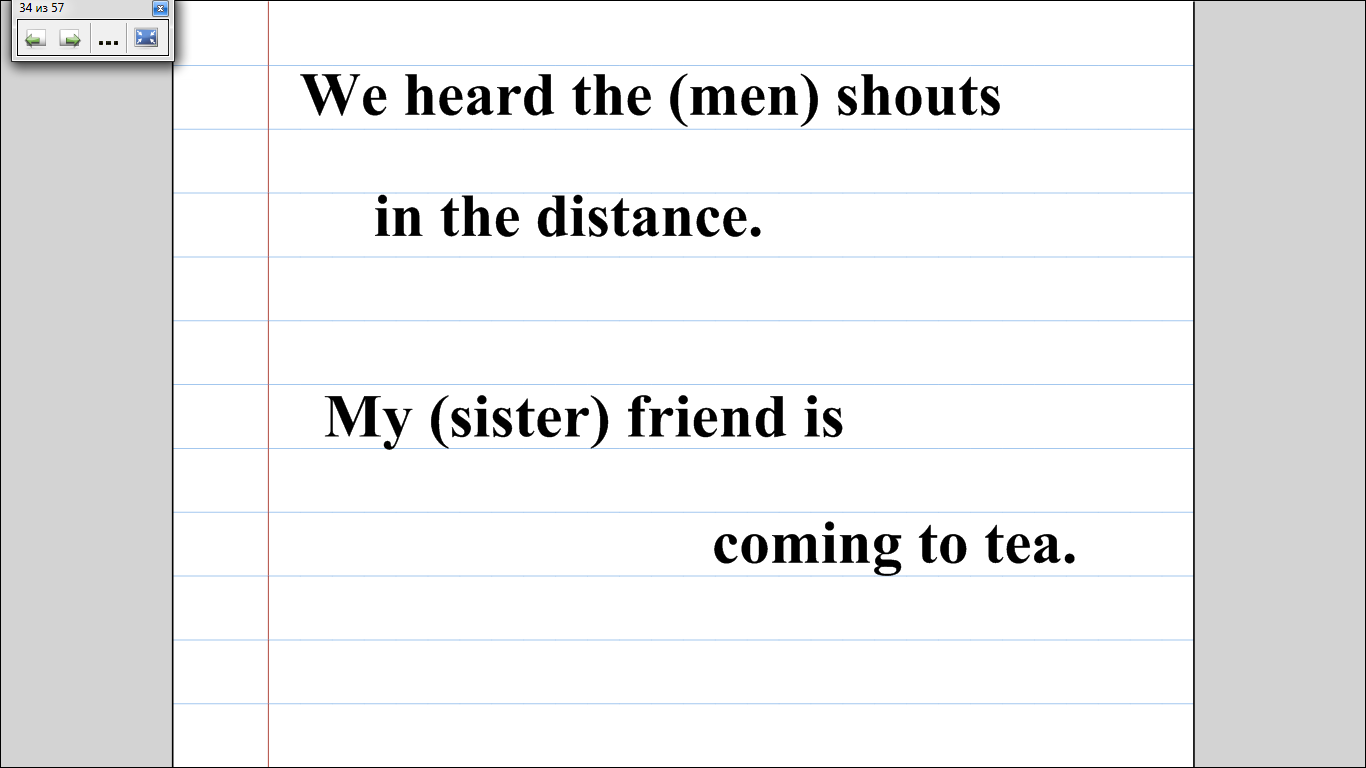 34 из 57
We heard the (men) shouts
in the distance.
My (sister) friend is
coming to tea.